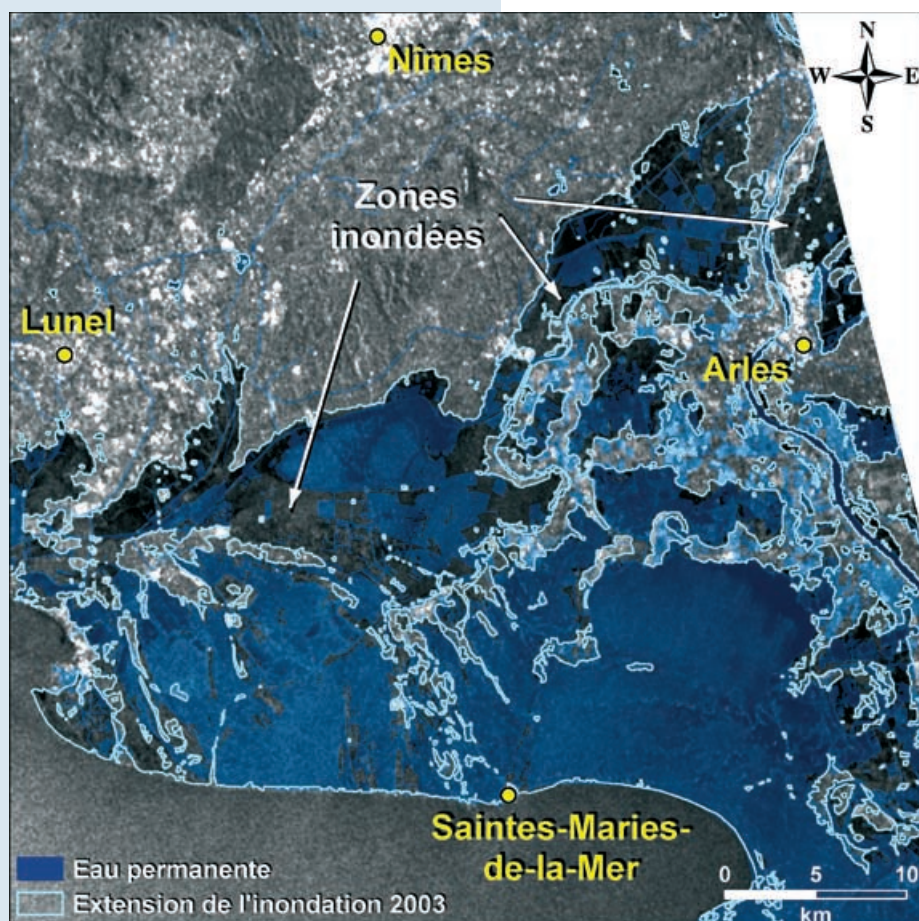 N
W E
S
Nîmes
Zones
inondées
Lunel
Arles
Saintes-Maries-
de-la-Mer
Eau permanente
Extension de l'inondation 2003
0 5 10
km